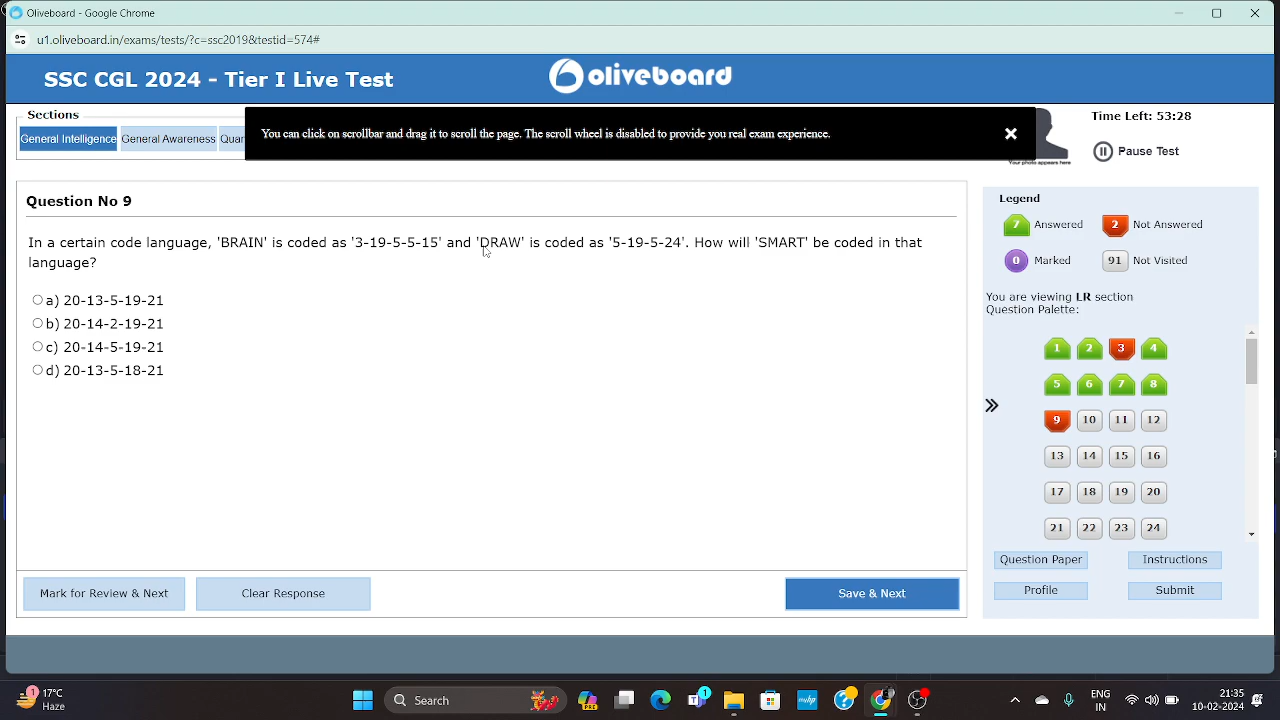 Oliveboard - Google Chrome
u1.oliveboard.in/exams/tests/?c=ssc2019&testid=574#
SSC CGL 2024 - Tier I Live Test
oliveboard
Sections
General Intelligence
General Awareness
Quar
You can click on scrollbar and drag it to scroll the page. The scroll wheel is disabled to provide you real exam experience.
Your photo appears here
Time Left: 53:28
Pause Test
Question No 9
In a certain code language, 'BRAIN' is coded as '3-19-5-5-15' and 'DRAW' is coded as '5-19-5-24'. How will 'SMART' be coded in that
language?
a) 20-13-5-19-21
b) 20-14-2-19-21
c) 20-14-5-19-21
d) 20-13-5-18-21
Mark for Review & Next
Clear Response
Save & Next
Legend
7 Answered
2 Not Answered
0 Marked
91 Not Visited
You are viewing LR section
Question Palette:
1 2 3 4
5 6 7 8
9 10 11 12
13 14 15 16
17 18 19 20
21 22 23 24
Question Paper
Instructions
Profile
Submit
17°C
Haze
Search
ENG
IN
21:35
10-02-2024